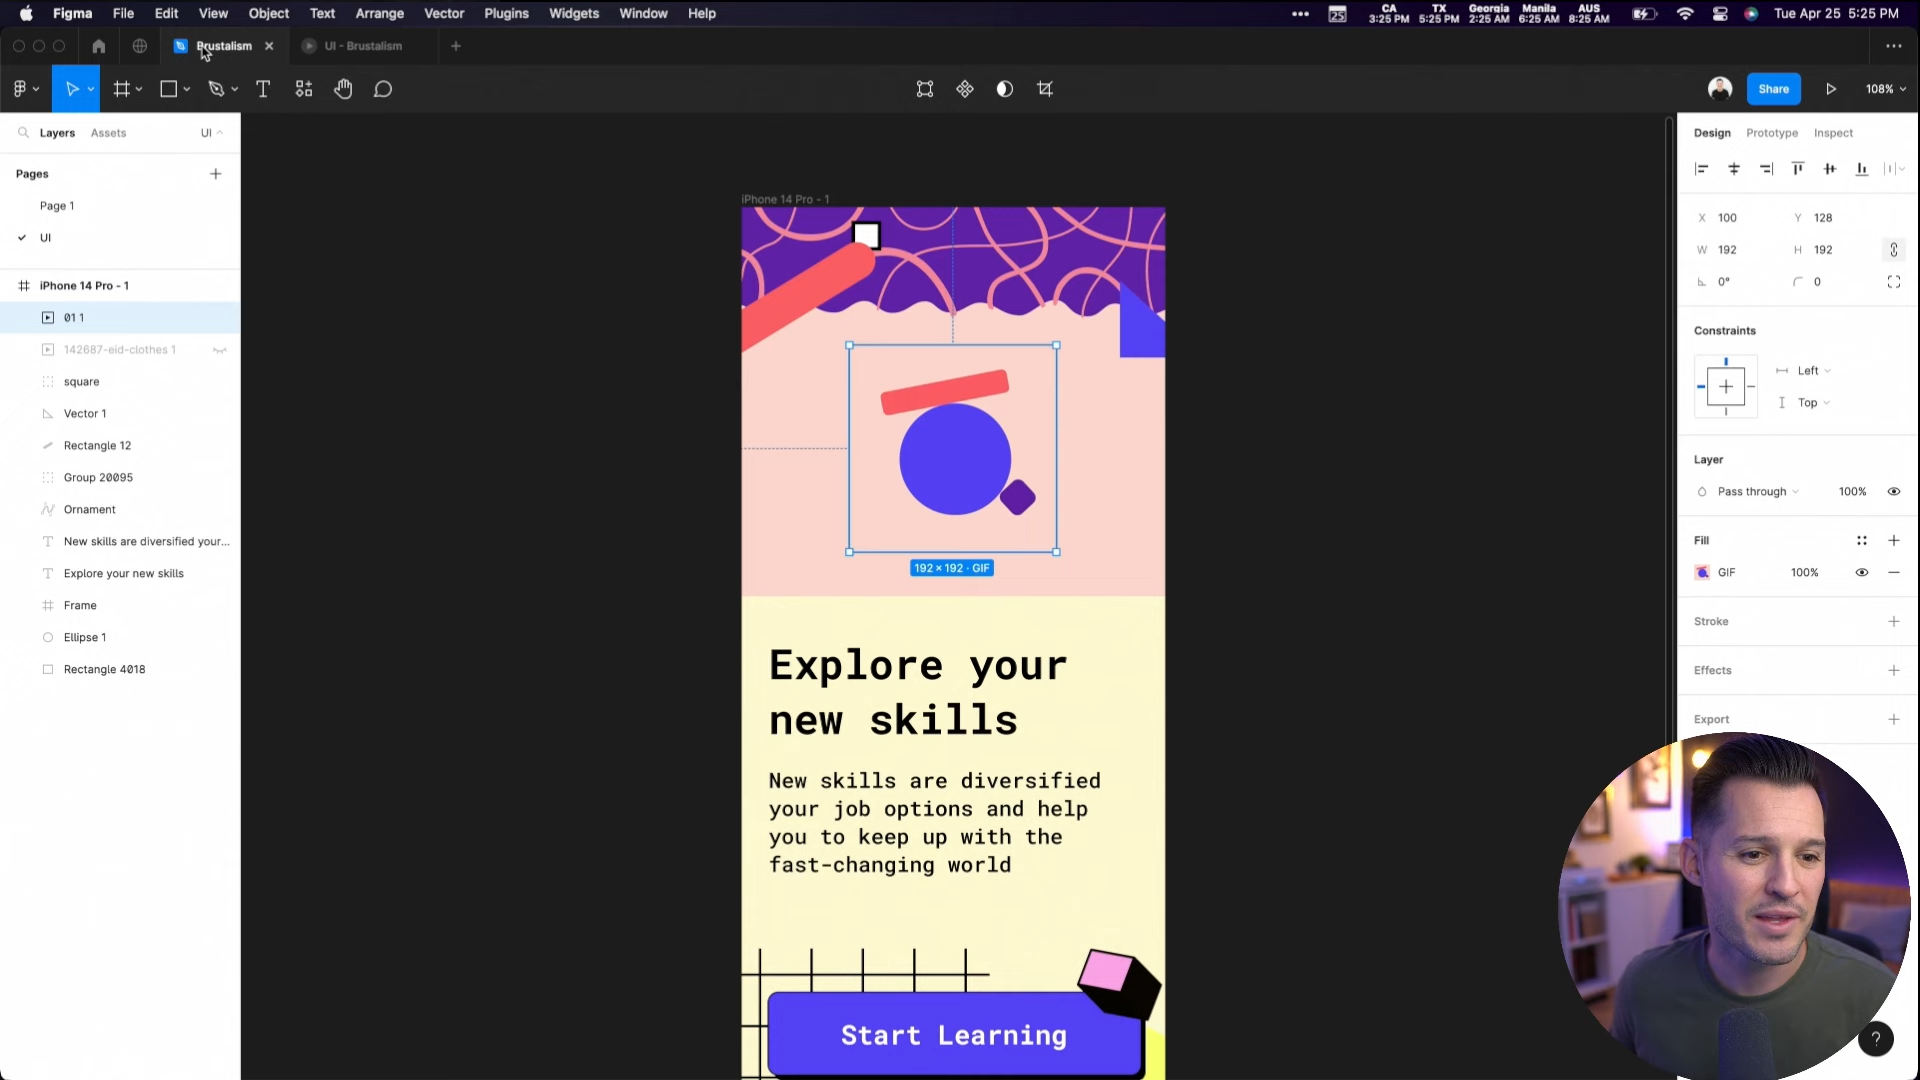 Figma File Edit View Object Text Arrange Vector Plugins Widgets Window Help
25
CA
3:25 PM
TX
5:25 PM
Georgia
2:25 AM
Manila
6:25 AM
AUS
8:25 AM
Tue Apr 25 5:25 PM
Brustalism
UI - Brustalism
Share
108%
Layers Assets UI
Pages
Page 1
UI
iPhone 14 Pro - 1
01 1
142687-eid-clothes 1
square
Vector 1
Rectangle 12
Group 20095
Ornament
New skills are diversified your...
Explore your new skills
Frame
Ellipse 1
Rectangle 4018
iPhone 14 Pro - 1
192 × 192 · GIF
Explore your
new skills
New skills are diversified
your job options and help
you to keep up with the
fast-changing world
Start Learning
Design Prototype Inspect
X 100 Y 128
W 192 H 192
0° 0
Constraints
Left
Top
Layer
Pass through 100%
Fill
GIF 100%
Stroke
Effects
Export
?